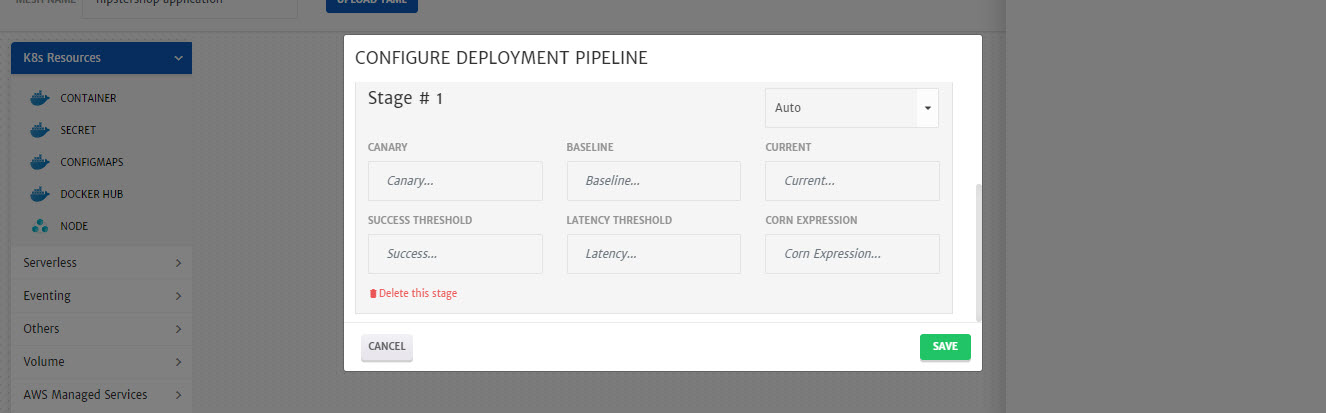 MESH NAME
hipstershop application
UPLOAD YAML
CONFIGURE DEPLOYMENT PIPELINE
K8s Resources
CONTAINER
SECRET
CONFIGMAPS
DOCKER HUB
NODE
Serverless
Eventing
Others
Volume
AWS Managed Services
Stage # 1
Auto
CANARY BASELINE CURRENT
Canary... Baseline... Current...
SUCCESS THRESHOLD LATENCY THRESHOLD CORN EXPRESSION
Success... Latency... Corn Expression...
Delete this stage
CANCEL SAVE